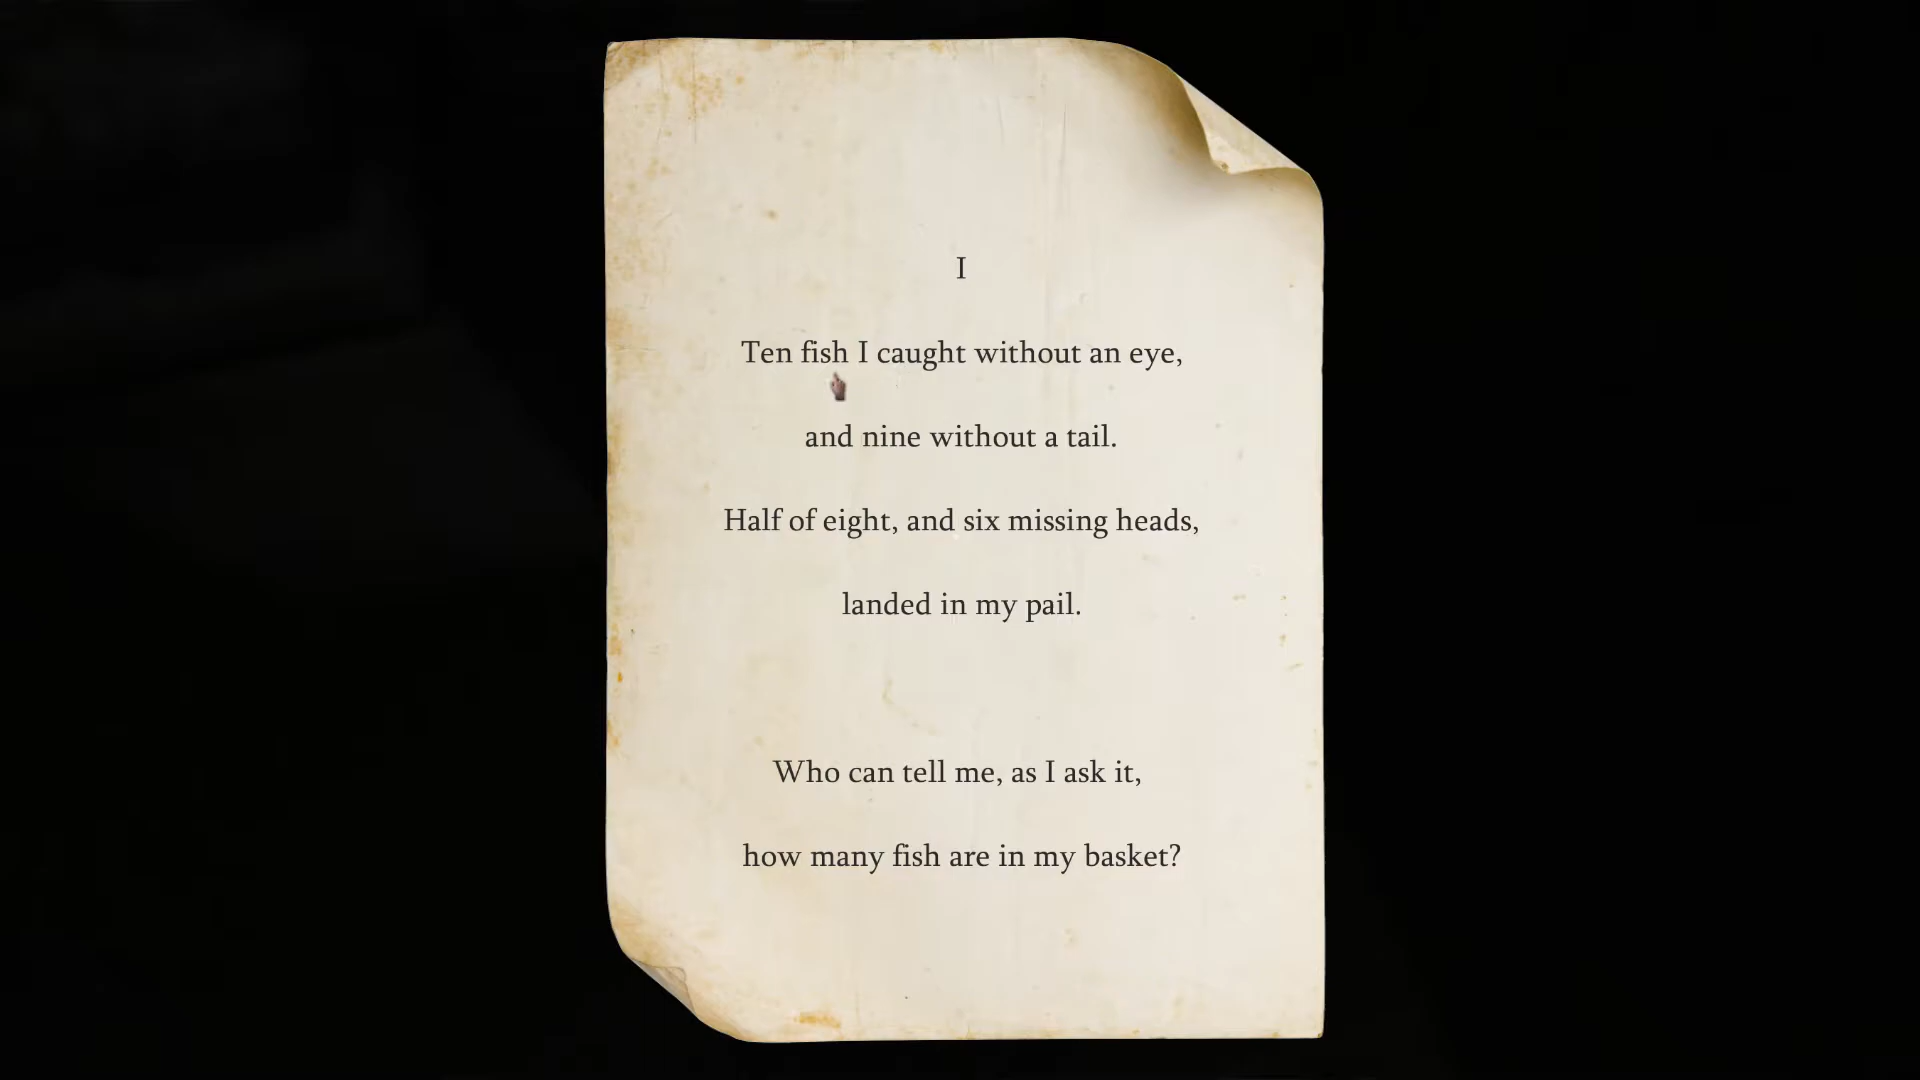 I
Ten fish I caught without an eye,
and nine without a tail.
Half of eight, and six missing heads,
landed in my pail.
Who can tell me, as I ask it,
how many fish are in my basket?